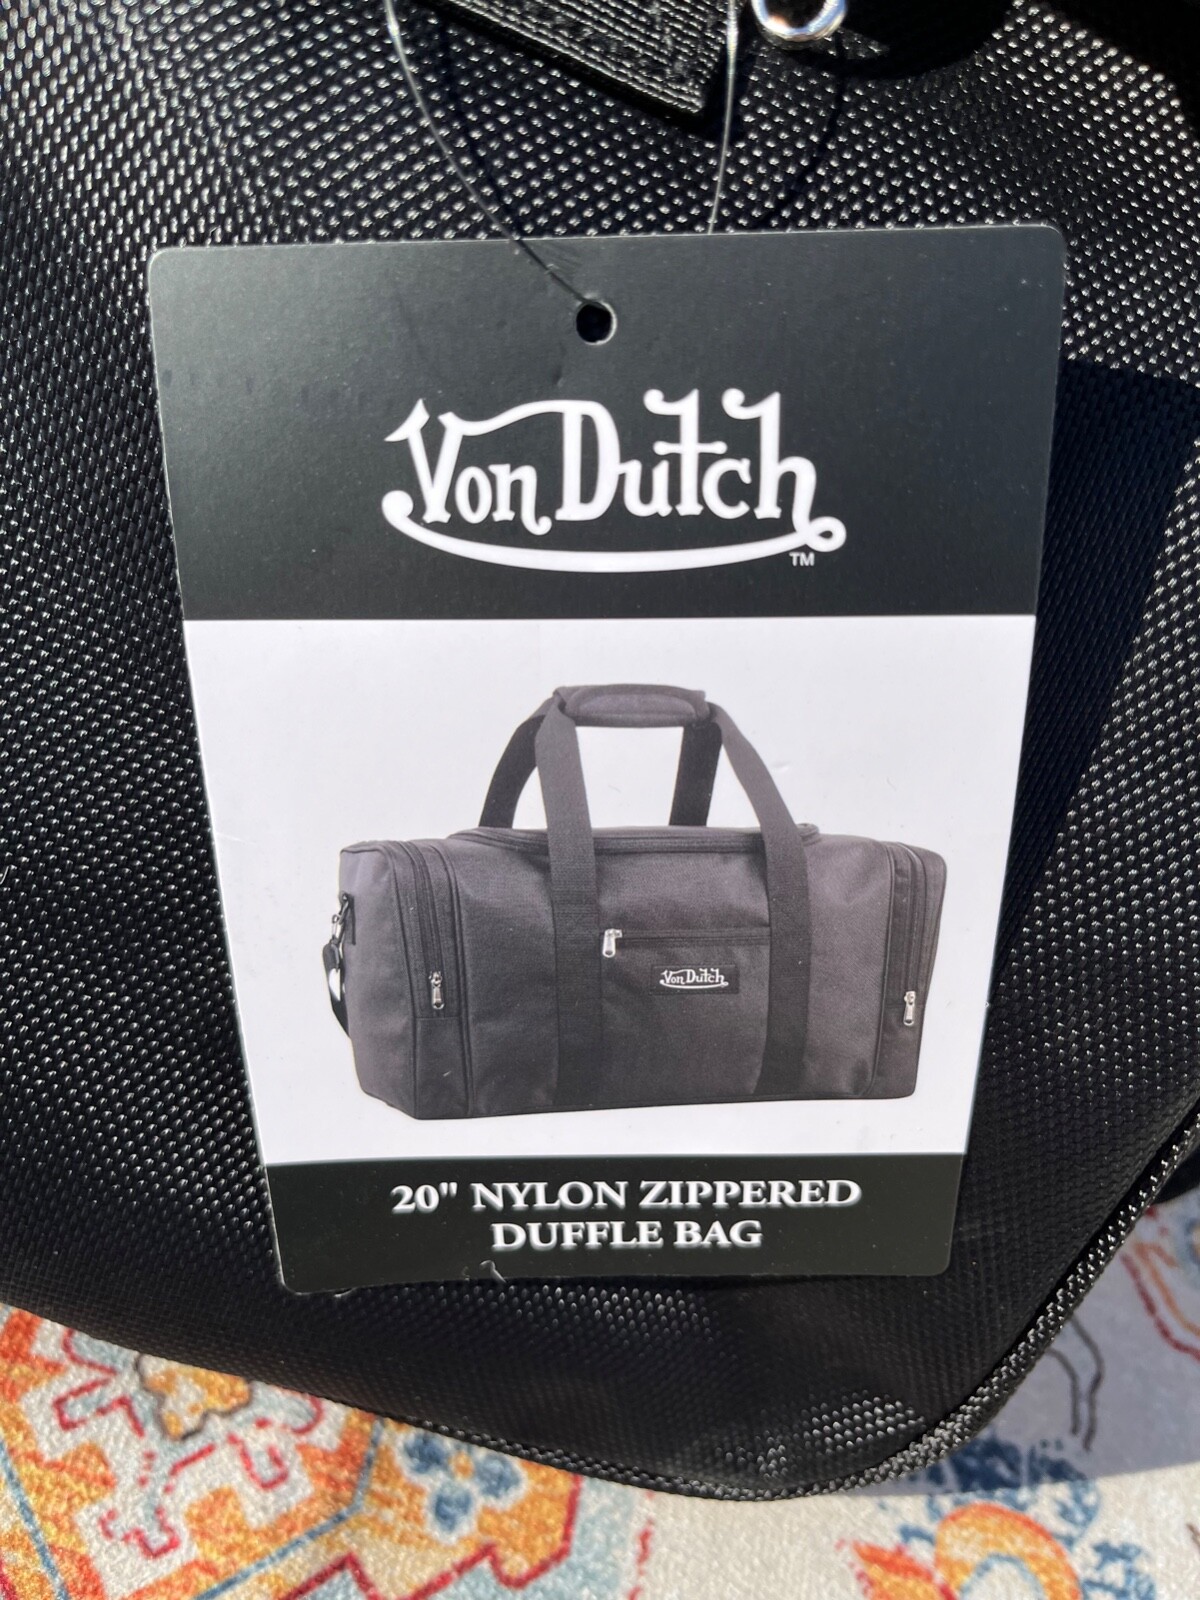 Von Dutch
TM
Von Dutch
20" NYLON ZIPPERED
DUFFLE BAG